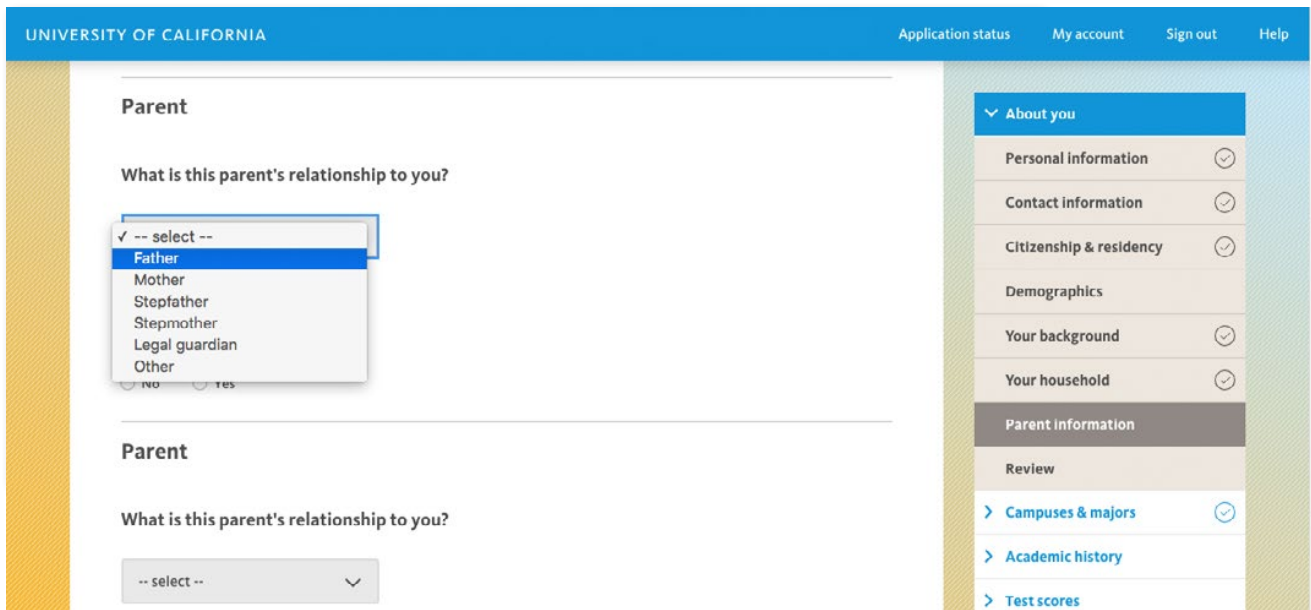 UNIVERSITY OF CALIFORNIA
Application status My account Sign out Help
Parent
What is this parent's relationship to you?
✓ -- select --
Father
Mother
Stepfather
Stepmother
Legal guardian
Other
No Yes
Parent
What is this parent's relationship to you?
-- select --
About you
Personal information
Contact information
Citizenship & residency
Demographics
Your background
Your household
Parent information
Review
Campuses & majors
Academic history
Test scores